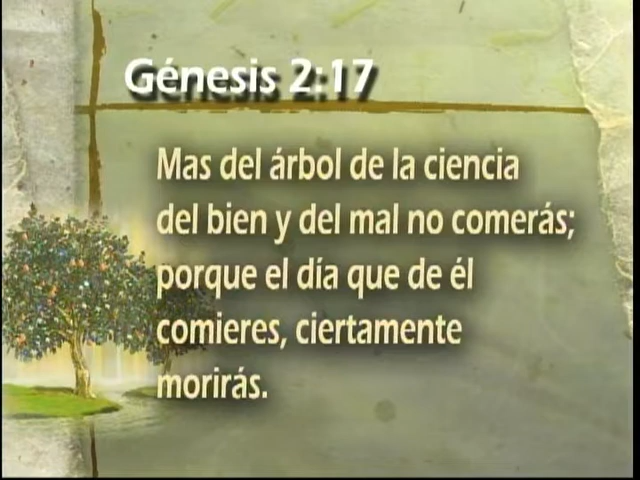 Génesis 2:17
Mas del árbol de la ciencia
del bien y del mal no comerás;
porque el día que de él
comieres, ciertamente
morirás.